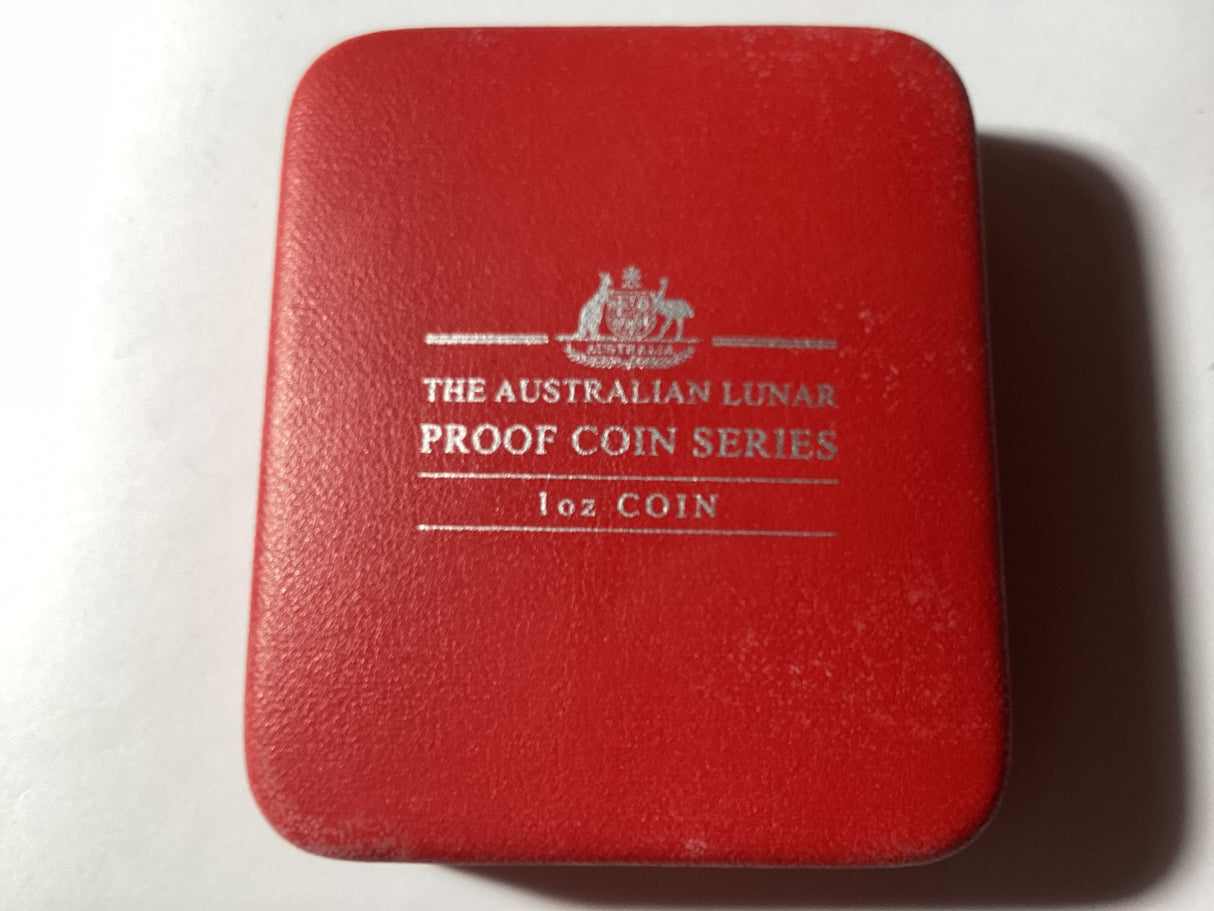 AUSTRALIA
THE AUSTRALIAN LUNAR
PROOF COIN SERIES
1oz COIN